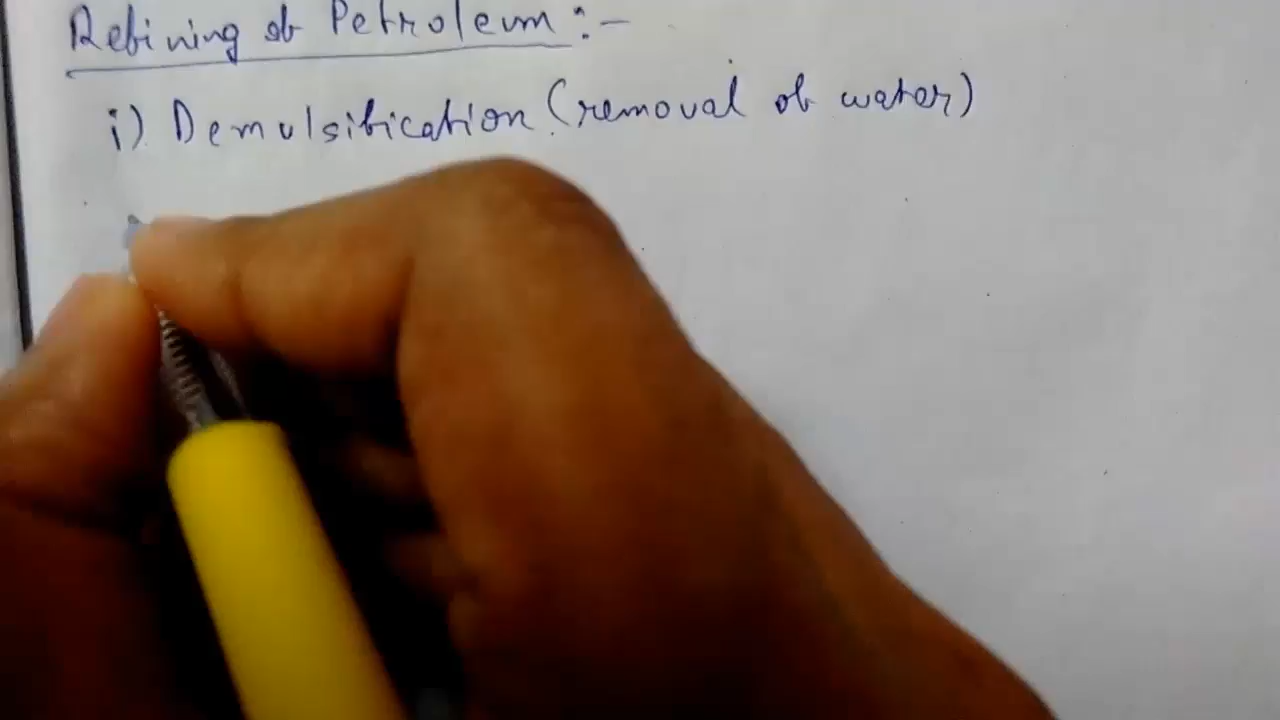 Refining of Petroleum :-
i) Demulsification (removal of water)